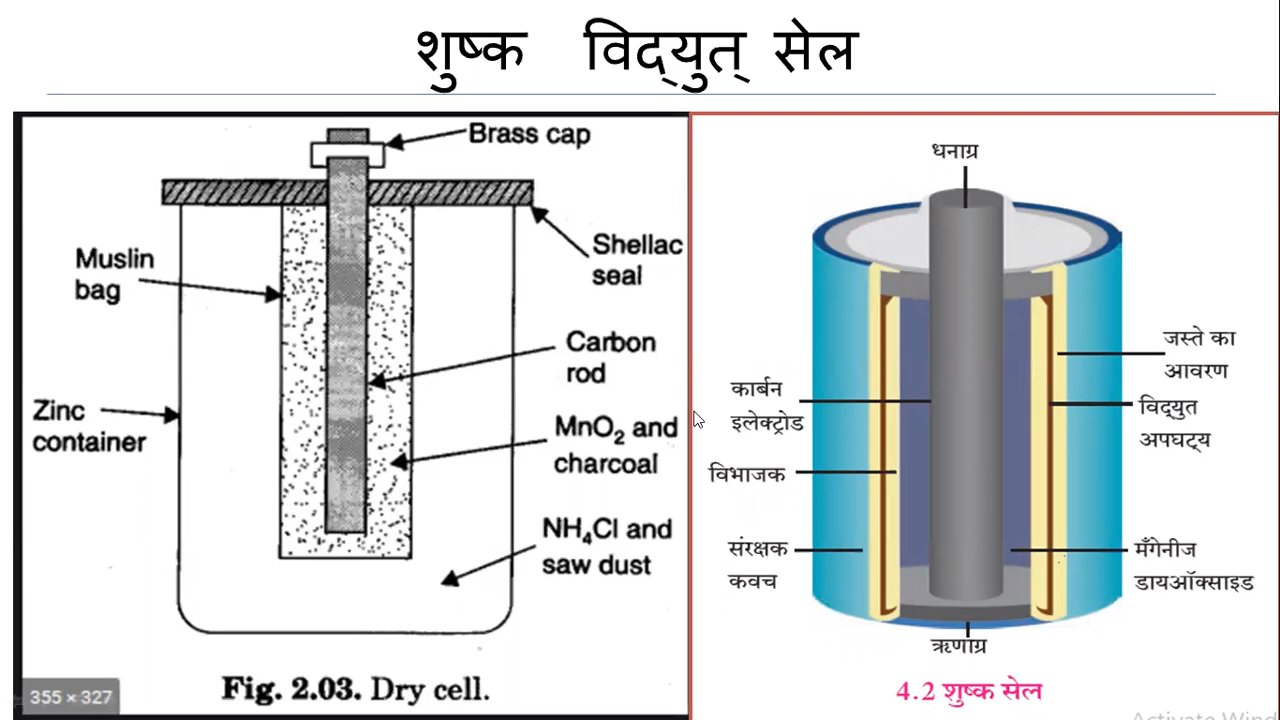 शुष्क विद्‌युत् सेल
Brass cap
Shellac
seal
Muslin
bag
Carbon
rod
Zinc
container
MnO₂ and
charcoal
NH₄Cl and
saw dust
Fig. 2.03. Dry cell.
355 × 327
धनाग्र
जस्ते का
आवरण
कार्बन
इलेक्ट्रोड
विद्‌युत
अपघट्य
विभाजक
संरक्षक
कवच
मँगेनीज
डायऑक्साइड
ऋणाग्र
4.2 शुष्क सेल